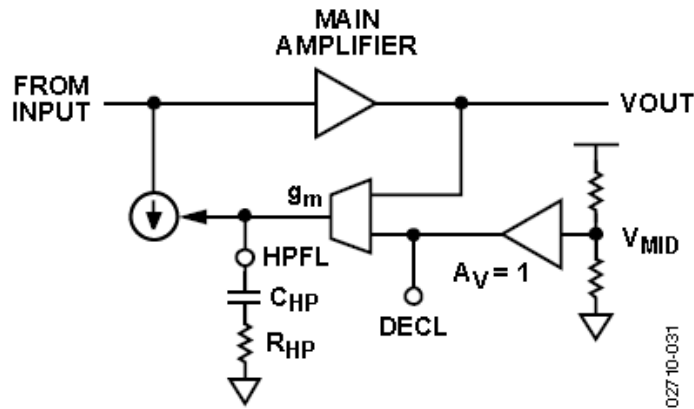 MAIN
AMPLIFIER
FROM
INPUT
VOUT
gm
HPFL
CHP
RHP
DECL
AV = 1
VMID
02710-031